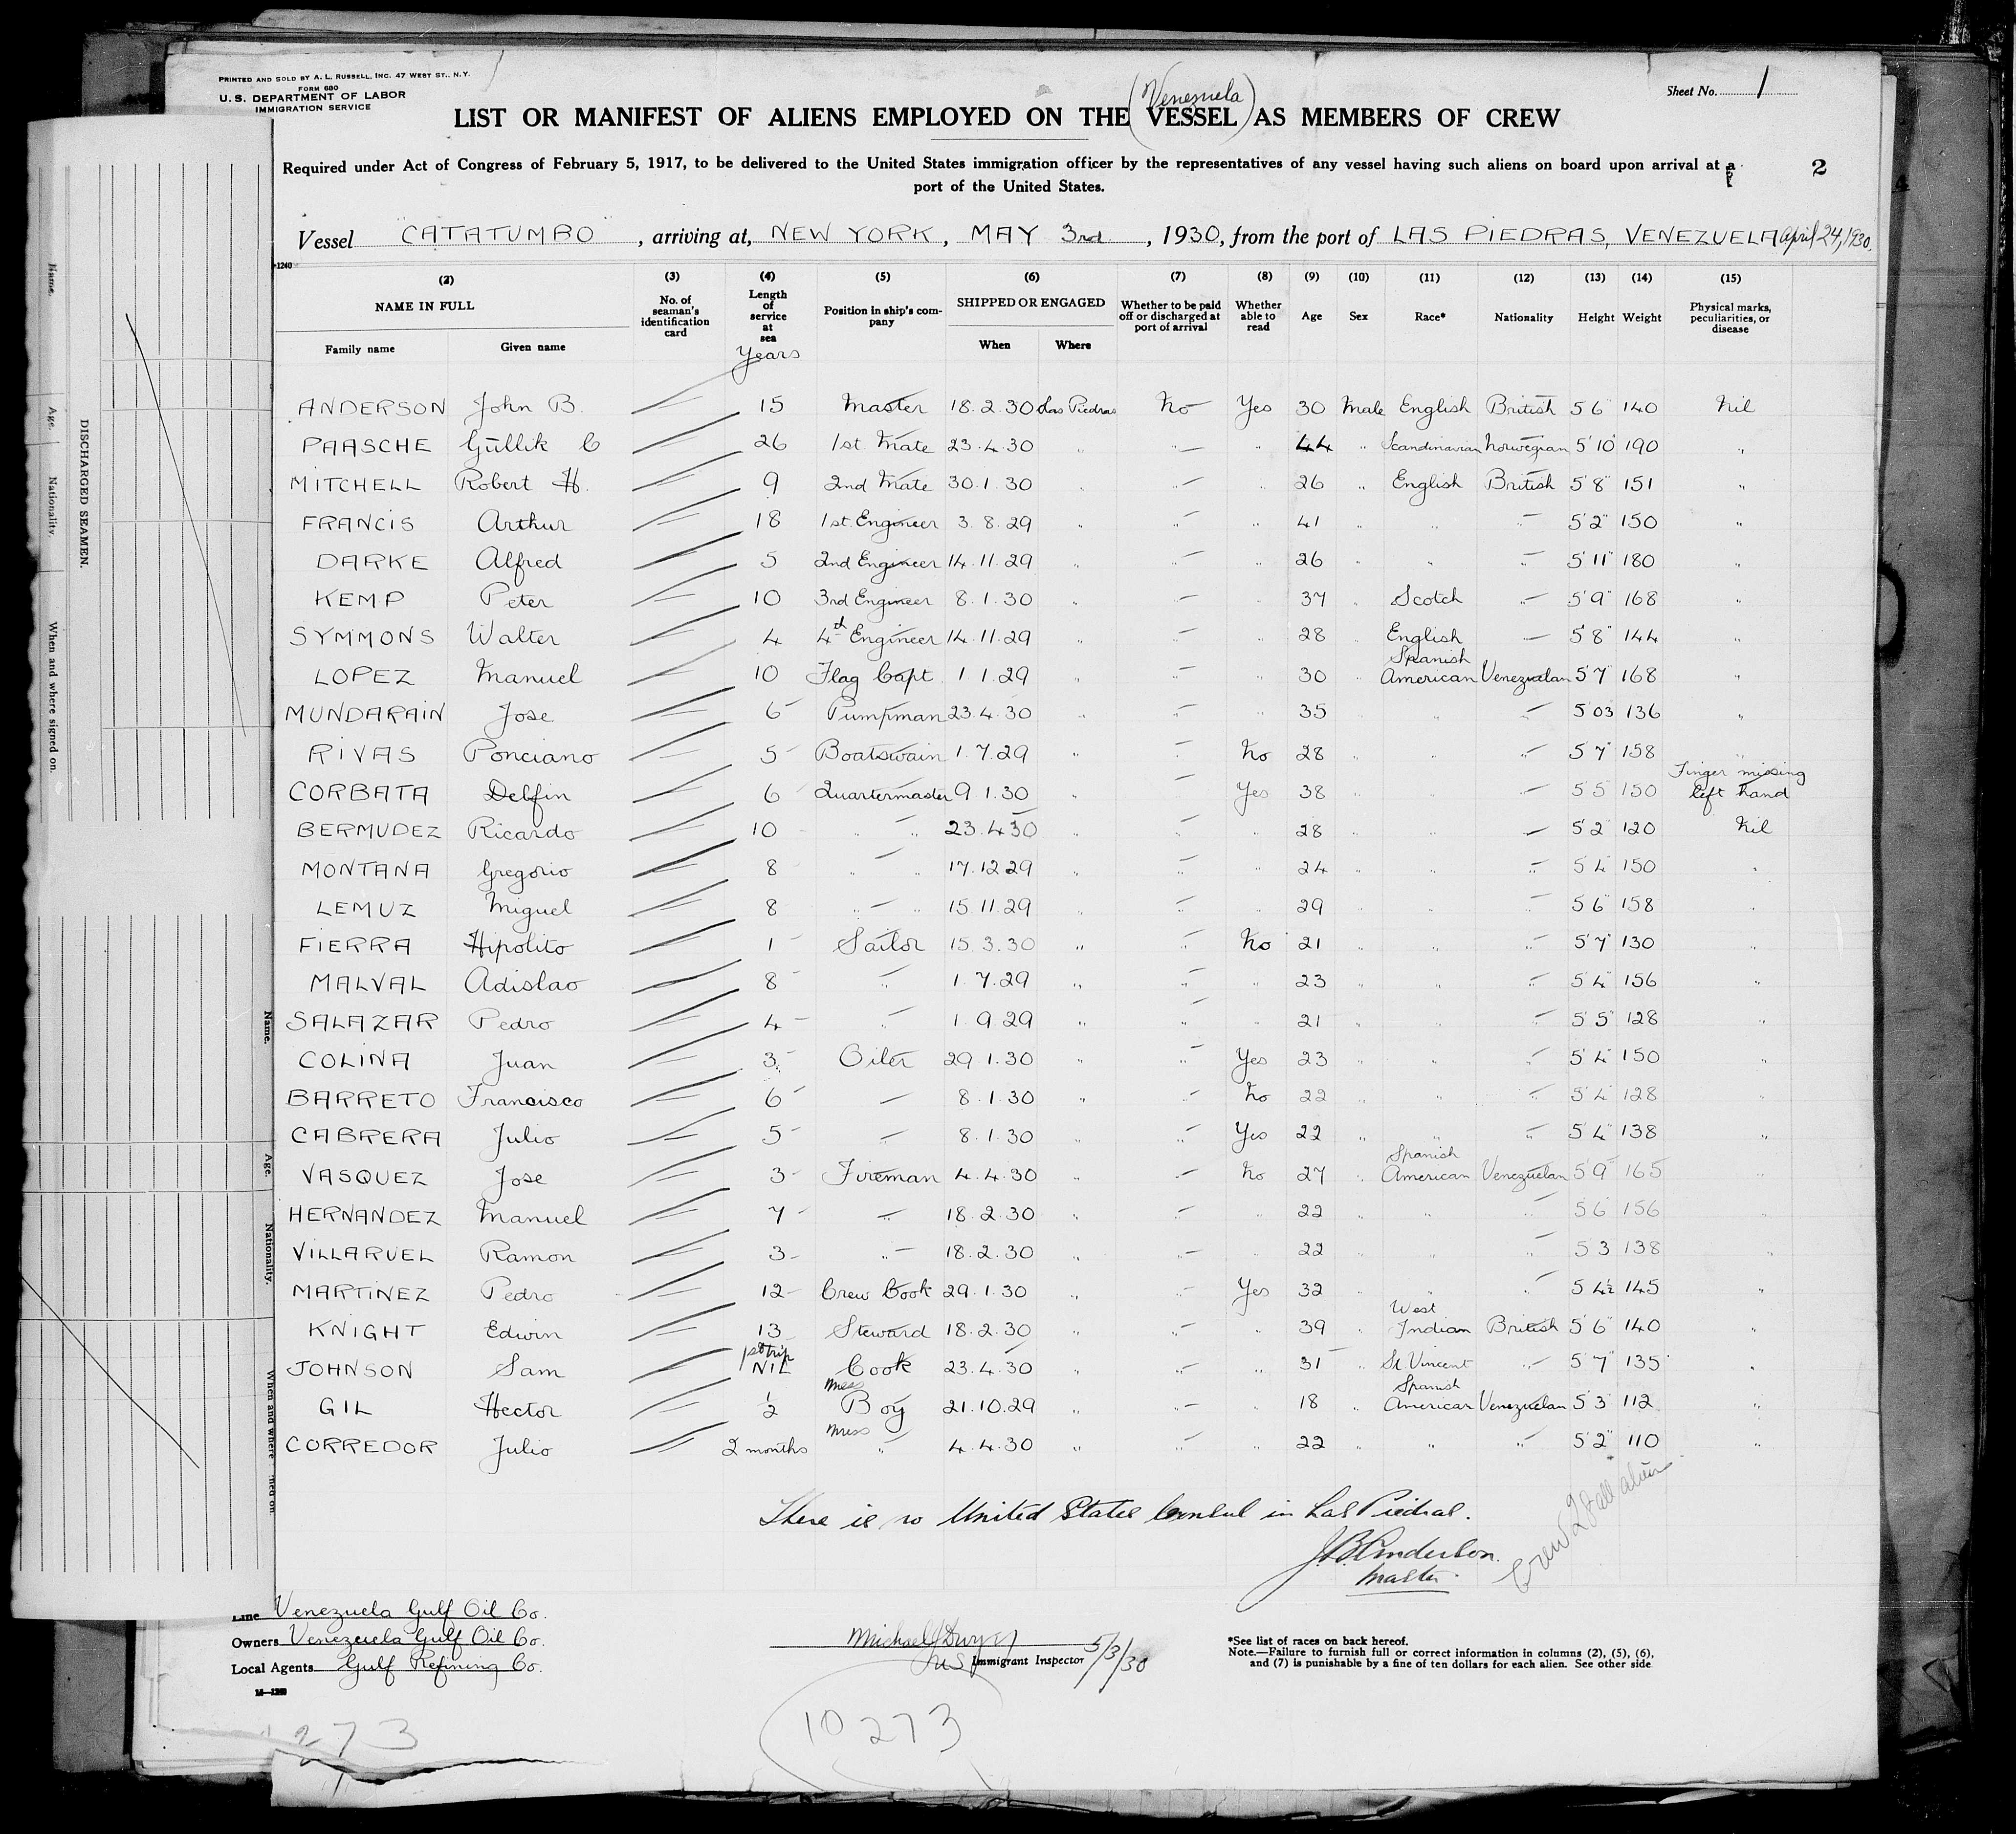 PRINTED AND SOLD BY A. L. RUSSELL, INC. 47 WEST ST., N. Y.
FORM 680
U. S. DEPARTMENT OF LABOR
IMMIGRATION SERVICE
Sheet No. 1
(Venezuela)
LIST OR MANIFEST OF ALIENS EMPLOYED ON THE VESSEL AS MEMBERS OF CREW
Required under Act of Congress of February 5, 1917, to be delivered to the United States immigration officer by the representatives of any vessel having such aliens on board upon arrival at a
port of the United States.
2
Vessel "CATATUMBO", arriving at, NEW YORK, MAY 3rd, 1930, from the port of LAS PIEDRAS, VENEZUELA April 24, 1930.
1240
(2) (3) (4) (5) (6) (7) (8) (9) (10) (11) (12) (13) (14) (15)
NAME IN FULL No. of seaman's identification card Length of service at sea Position in ship's company SHIPPED OR ENGAGED Whether to be paid off or discharged at port of arrival Whether able to read Age Sex Race* Nationality Height Weight Physical marks, peculiarities, or disease
Family name Given name Years When Where
ANDERSON John B. 15 Master 18.2.30 Las Piedras No Yes 30 Male English British 5 6" 140 Nil
PAASCHE Gullik C 26 1st Mate 23.4.30 " " " 44 " Scandinavian Norwegian 5'10" 190 "
MITCHELL Robert H. 9 2nd Mate 30.1.30 " " 26 " English British 5'8" 151 "
FRANCIS Arthur 18 1st Engineer 3.8.29 " " " 41 " " " 5'2" 150 "
DARKE Alfred 5 2nd Engineer 14.11.29 " " " 26 " " " 5'11" 180 "
KEMP Peter 10 3rd Engineer 8.1.30 " " " 37 " Scotch " 5'9" 168 "
SYMMONS Walter 4 4th Engineer 14.11.29 " " " 28 " English " 5'8" 144 "
LOPEZ Manuel 10 Flag Capt. 1.1.29 " " " 30 " Spanish American Venezuelan 5'7" 168 "
MUNDARAIN Jose 6 Pumpman 23.4.30 " " 35 " " " 5 03 136 "
RIVAS Ponciano 5 Boatswain 1.7.29 " " No 28 " " " 5 7" 158 "
CORBATA Delfin 6 Quartermaster 9.1.30 " " Yes 38 " " " 5 5 150 Finger missing left hand
BERMUDEZ Ricardo 10 " " 23.4.30 " " " 28 " " " 5'2" 120 Nil
MONTANA Gregorio 8 " " 17.12.29 " " " 24 " " " 5 4" 150 "
LEMUZ Miguel 8 " " 15.11.29 " " " 29 " " " 5 6" 158 "
FIERRA Hipolito 1 Sailor 15.3.30 " " No 21 " " " 5'7" 130 "
MALVAL Adislao 8 " 1.7.29 " " " 23 " " " 5 4" 156 "
SALAZAR Pedro 4 " 1.9.29 " " " 21 " " " 5'5" 128 "
COLINA Juan 3 Oiler 29.1.30 " " Yes 23 " " " 5'4" 150 "
BARRETO Francisco 6 8.1.30 " " No 22 " " " 5'4" 128 "
CABRERA Julio 5 8.1.30 " " Yes 22 " " " 5 4" 138 "
VASQUEZ Jose 3 Fireman 4.4.30 " " No 27 " Spanish American Venezuelan 5 9" 165 "
HERNANDEZ Manuel 7 " 18.2.30 " " " 22 " " " 5 6" 156 "
VILLARUEL Ramon 3 " 18.2.30 " " " 22 " " " 5 3 138 "
MARTINEZ Pedro 12 Crew Cook 29.1.30 " " Yes 32 " " " 5 4½ 145 "
KNIGHT Edwin 13 Steward 18.2.30 " " " 39 " West Indian British 5'6" 140 "
JOHNSON Sam 1st trip NIL Cook 23.4.30 " " " 31 " St. Vincent " 5'7" 135 "
GIL Hector ½ Mess Boy 21.10.29 " " " 18 " Spanish American Venezuelan 5 3" 112 "
CORREDOR Julio 2 months Mess " 4.4.30 " " " 22 " " " 5'2" 110 "
There is no United States Consul in Las Piedras.
J.B. Anderson.
Master.
Crew 28 all aliens
Line Venezuela Gulf Oil Co.
Owners Venezuela Gulf Oil Co.
Local Agents Gulf Refining Co.
Michael Dwyer
Immigrant Inspector 5/3/30
*See list of races on back hereof.
Note.—Failure to furnish full or correct information in columns (2), (5), (6),
and (7) is punishable by a fine of ten dollars for each alien. See other side
10273
273
DISCHARGED SEAMEN.
Name. Age. Nationality. When and where signed on.
Name. Age. Nationality. When and where